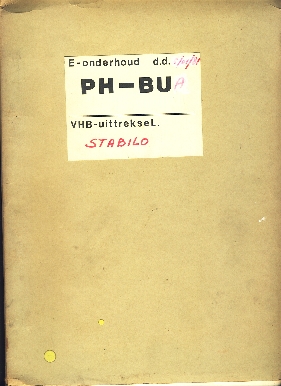 E-onderhoud d.d.
PH-BUA
VHB-uittreksel.
STABILO